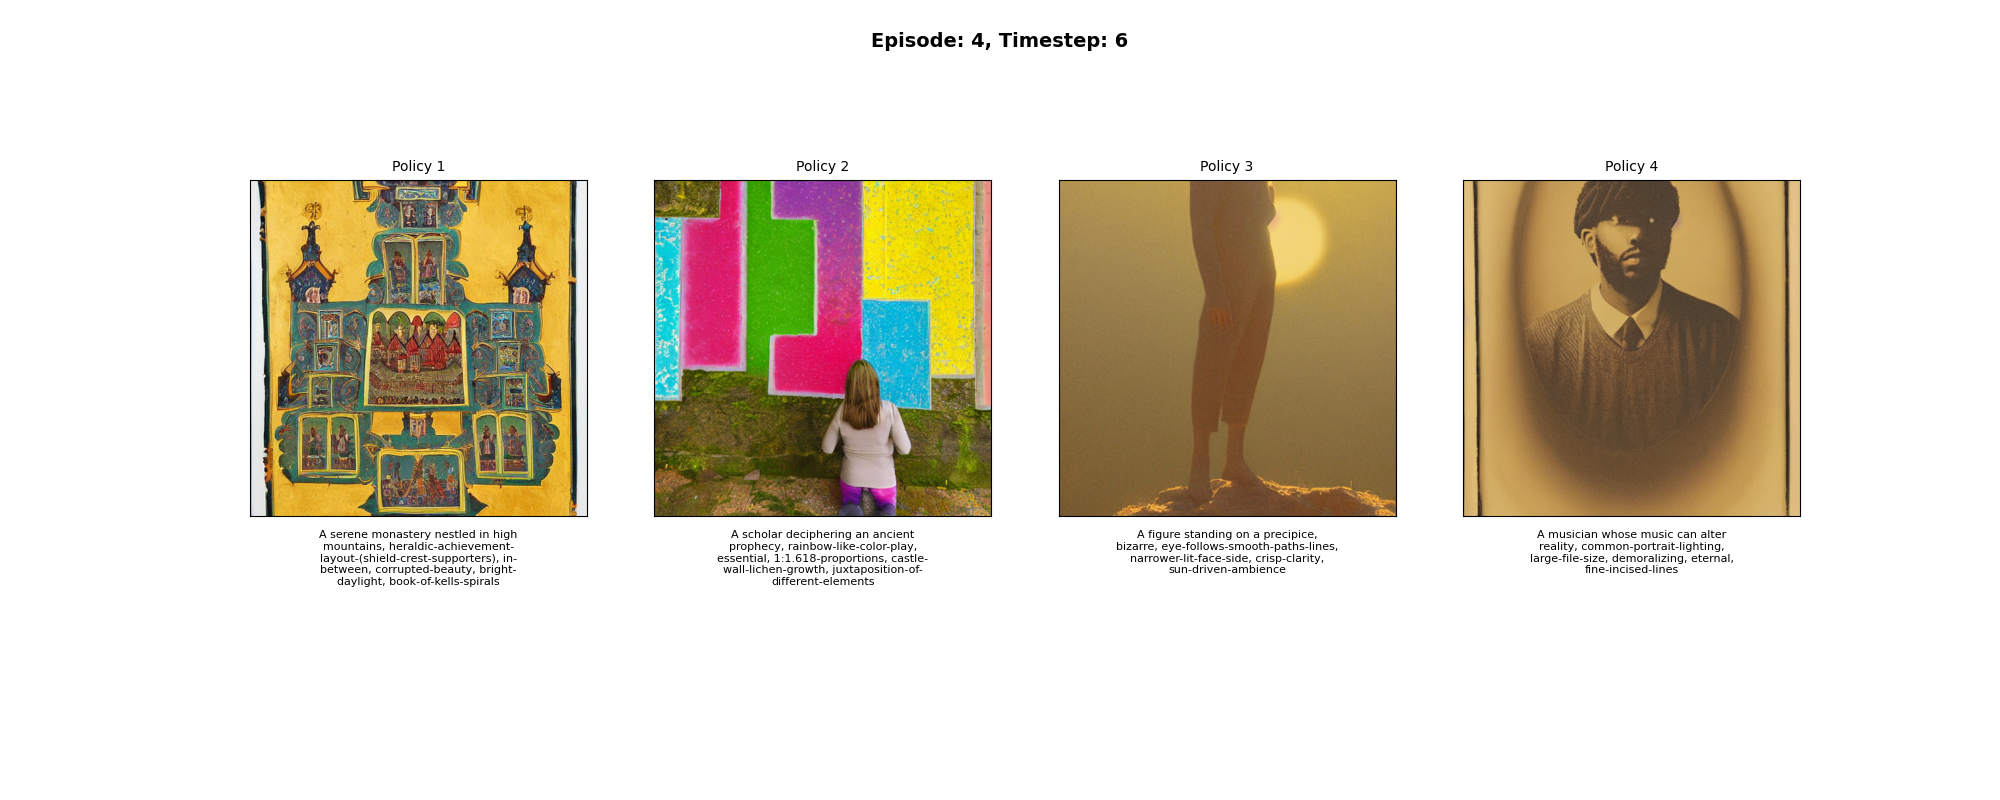 Episode: 4, Timestep: 6
Policy 1
A serene monastery nestled in high
mountains, heraldic-achievement-
layout-(shield-crest-supporters), in-
between, corrupted-beauty, bright-
daylight, book-of-kells-spirals
Policy 2
A scholar deciphering an ancient
prophecy, rainbow-like-color-play,
essential, 1:1.618-proportions, castle-
wall-lichen-growth, juxtaposition-of-
different-elements
Policy 3
A figure standing on a precipice,
bizarre, eye-follows-smooth-paths-lines,
narrower-lit-face-side, crisp-clarity,
sun-driven-ambience
Policy 4
A musician whose music can alter
reality, common-portrait-lighting,
large-file-size, demoralizing, eternal,
fine-incised-lines